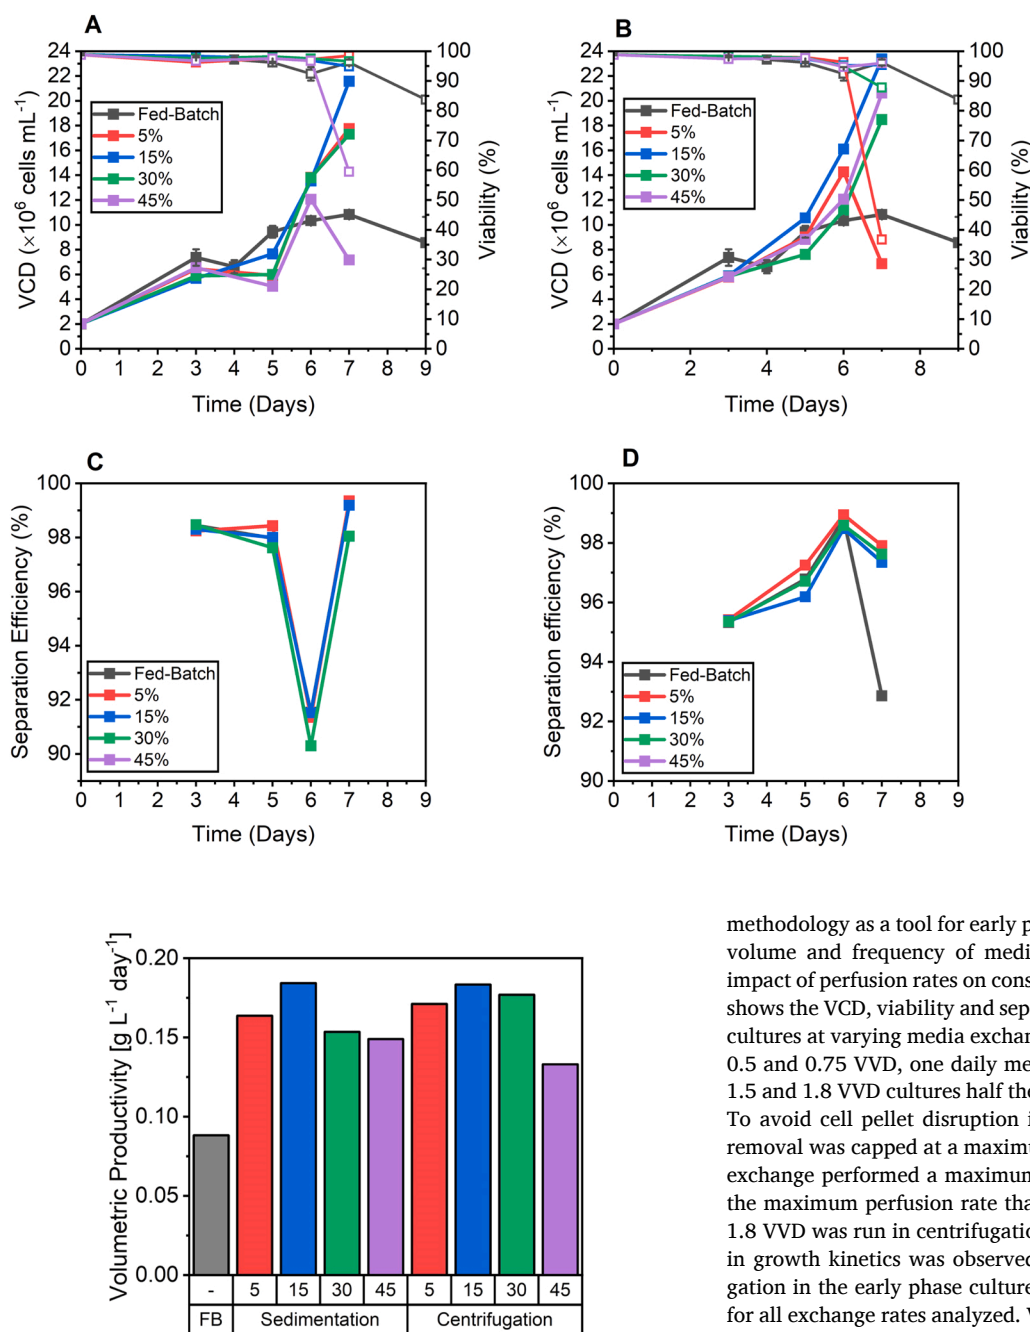 A
24
22
20
18
16
14
12
10
8
6
4
2
0
VCD (×10⁶ cells mL⁻¹)
Fed-Batch
5%
15%
30%
45%
100
90
80
70
60
50
40
30
20
10
0
Viability (%)
0 1 2 3 4 5 6 7 8 9
Time (Days)
B
24
22
20
18
16
14
12
10
8
6
4
2
0
VCD (×10⁶ cells mL⁻¹)
Fed-Batch
5%
15%
30%
45%
100
90
80
70
60
50
40
30
20
10
0
Viability (%)
0 2 4 6 8
Time (Days)
C
100
98
96
94
92
90
Separation Efficiency (%)
Fed-Batch
5%
15%
30%
45%
0 1 2 3 4 5 6 7 8 9
Time (Days)
D
100
98
96
94
92
90
Separation efficiency (%)
Fed-Batch
5%
15%
30%
45%
0 1 2 3 4 5 6 7 8 9
Time (Days)
0.20
0.15
0.10
0.05
0.00
Volumetric Productivity [g L⁻¹ day⁻¹]
- 5 15 30 45 5 15 30 45
FB Sedimentation Centrifugation
methodology as a tool for early p
volume and frequency of medi
impact of perfusion rates on cons
shows the VCD, viability and sep
cultures at varying media exchan
0.5 and 0.75 VVD, one daily me
1.5 and 1.8 VVD cultures half the
To avoid cell pellet disruption i
removal was capped at a maximu
exchange performed a maximun
the maximum perfusion rate tha
1.8 VVD was run in centrifugatio
in growth kinetics was observed
gation in the early phase culture
for all exchange rates analyzed.